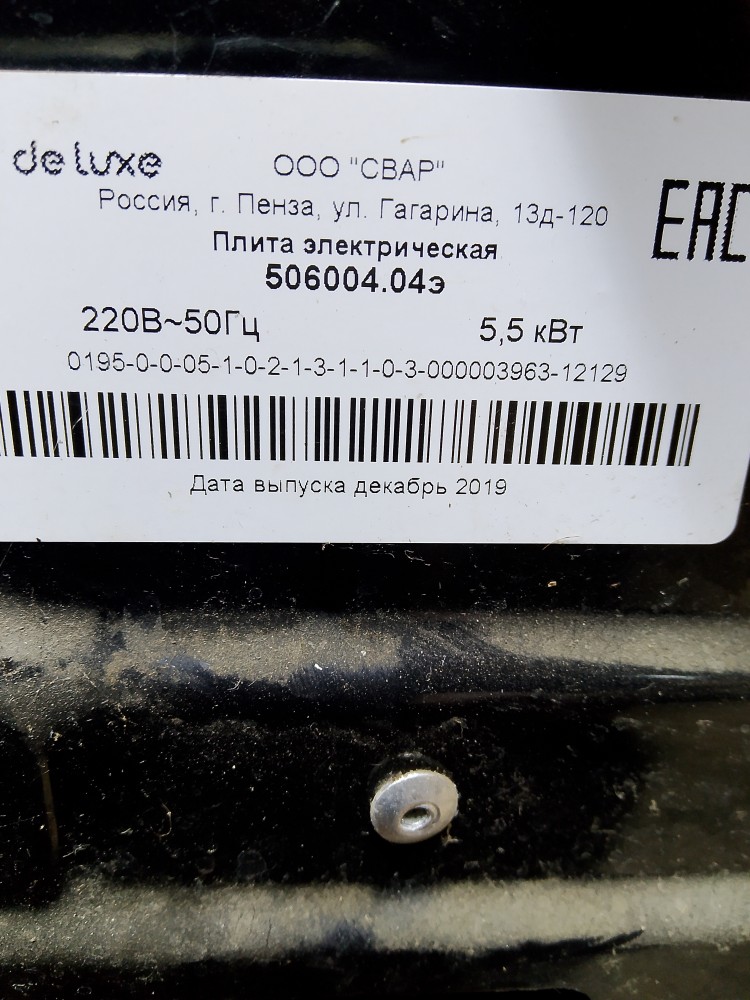 de luxe
ООО "СВАР"
Россия, г. Пенза, ул. Гагарина, 13д-120
EAC
Плита электрическая
506004.04э
220В~50Гц 5,5 кВт
0195-0-0-05-1-0-2-1-3-1-1-0-3-000003963-12129
Дата выпуска декабрь 2019